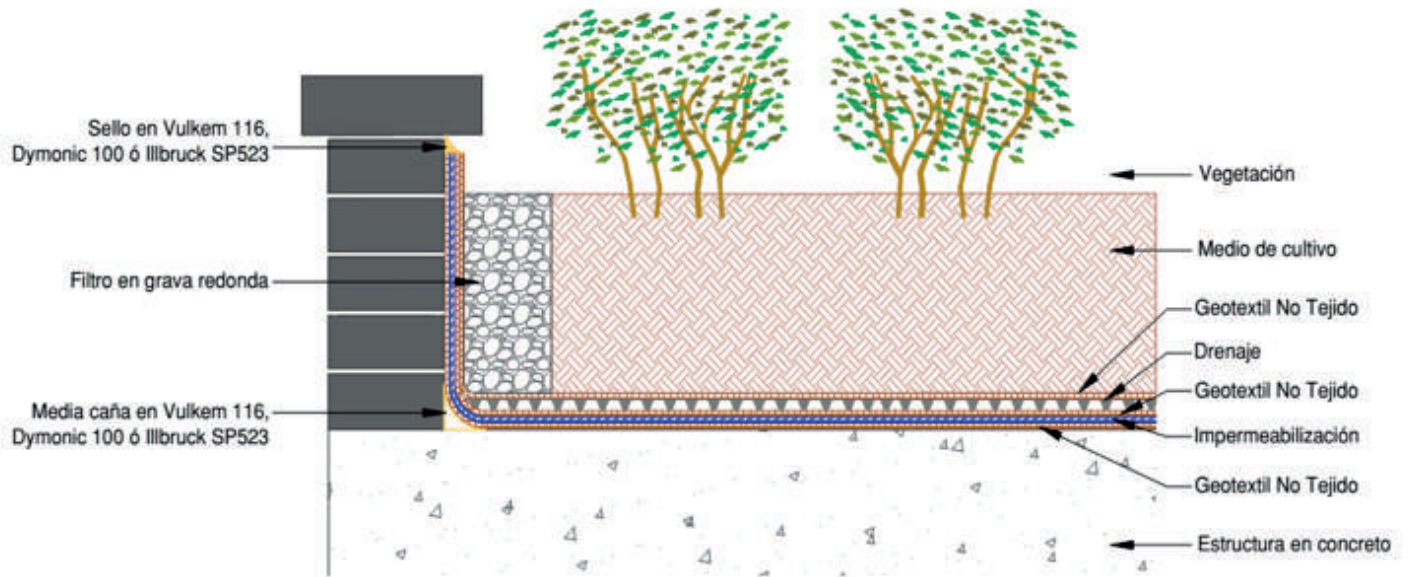 Sello en Vulkem 116,
Dymonic 100 ó Illbruck SP523
Filtro en grava redonda
Media caña en Vulkem 116,
Dymonic 100 ó Illbruck SP523
Vegetación
Medio de cultivo
Geotextil No Tejido
Drenaje
Geotextil No Tejido
Impermeabilización
Geotextil No Tejido
Estructura en concreto